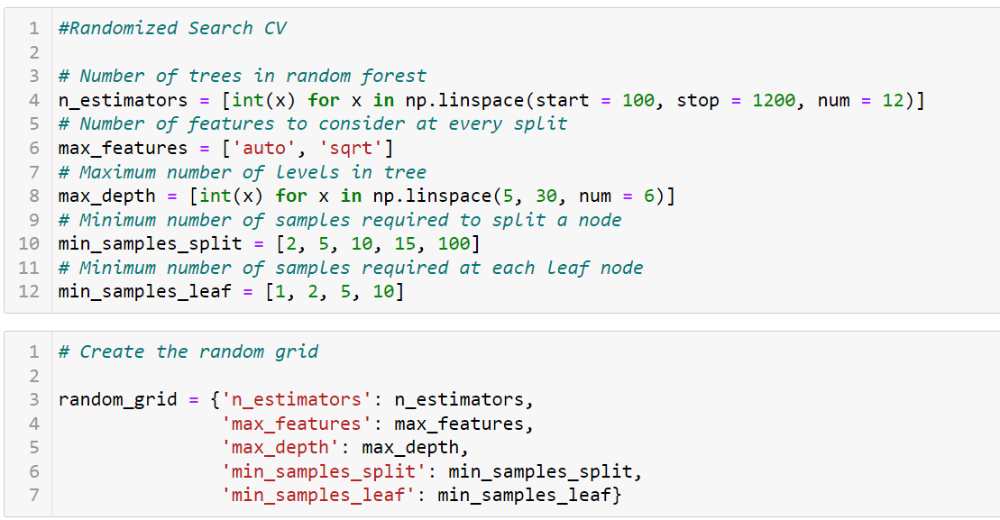 1 #Randomized Search CV
2
3 # Number of trees in random forest
4 n_estimators = [int(x) for x in np.linspace(start = 100, stop = 1200, num = 12)]
5 # Number of features to consider at every split
6 max_features = ['auto', 'sqrt']
7 # Maximum number of levels in tree
8 max_depth = [int(x) for x in np.linspace(5, 30, num = 6)]
9 # Minimum number of samples required to split a node
10 min_samples_split = [2, 5, 10, 15, 100]
11 # Minimum number of samples required at each leaf node
12 min_samples_leaf = [1, 2, 5, 10]
1 # Create the random grid
2
3 random_grid = {'n_estimators': n_estimators,
4                'max_features': max_features,
5                'max_depth': max_depth,
6                'min_samples_split': min_samples_split,
7                'min_samples_leaf': min_samples_leaf}